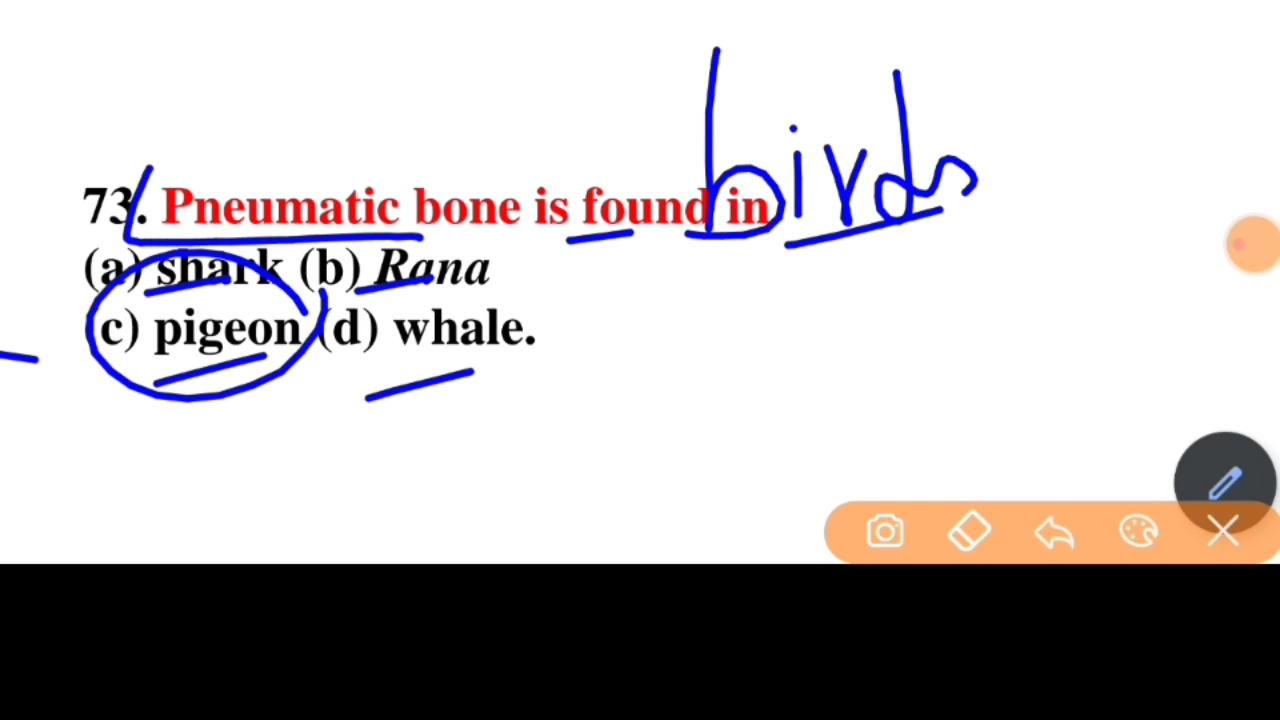 birds
73. Pneumatic bone is found in
(a) shark (b) Rana
(c) pigeon (d) whale.